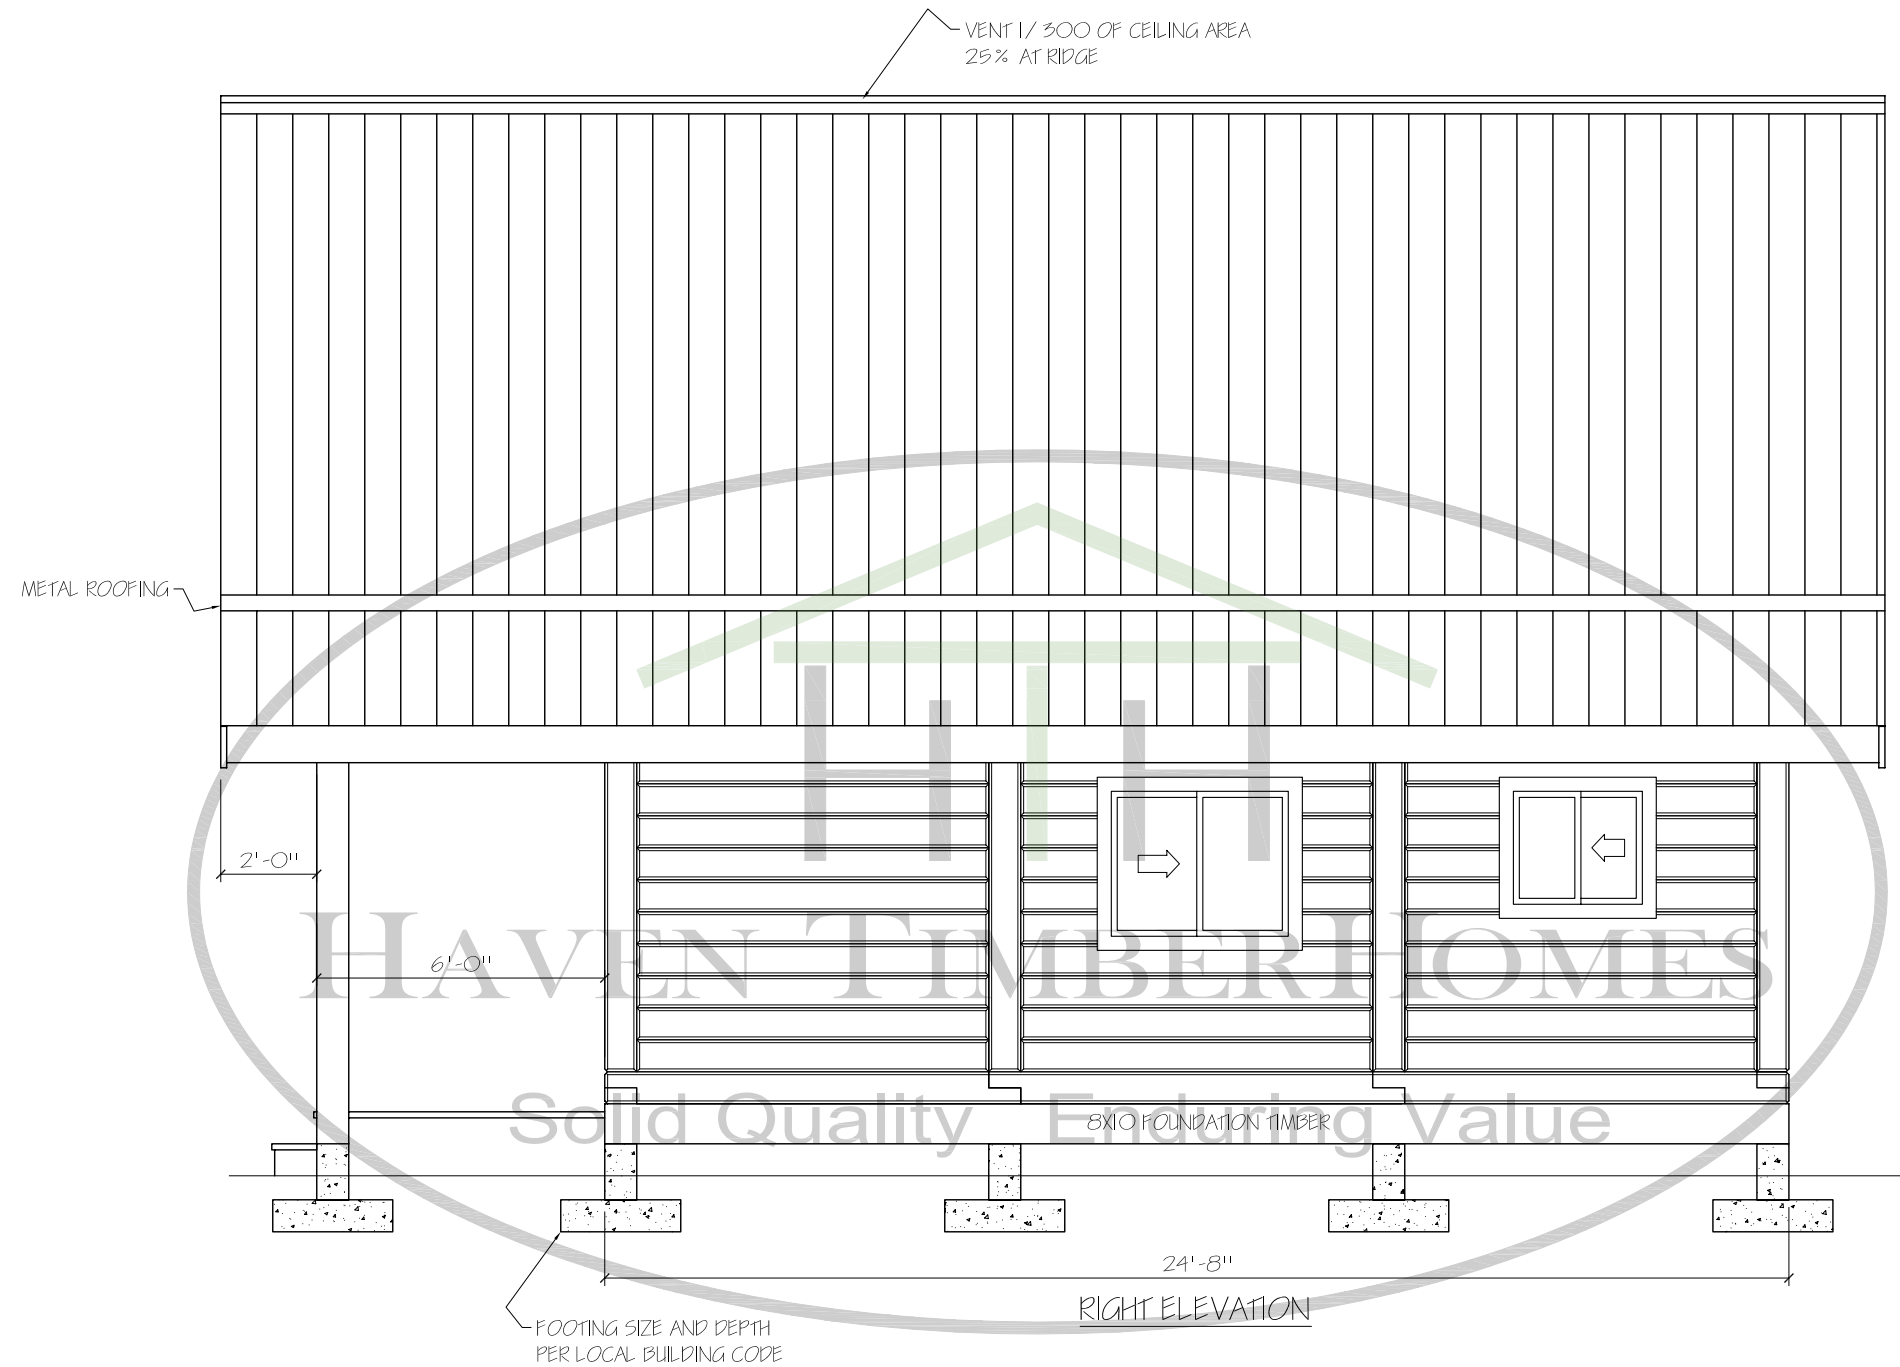 VENT 1/300 OF CEILING AREA
25% AT RIDGE
METAL ROOFING
2'-0"
HTH
6'-0"
HAVEN TIMBERHOMES
Solid Quality Enduring Value
8X10 FOUNDATION TIMBER
24'-8"
RIGHT ELEVATION
FOOTING SIZE AND DEPTH
PER LOCAL BUILDING CODE